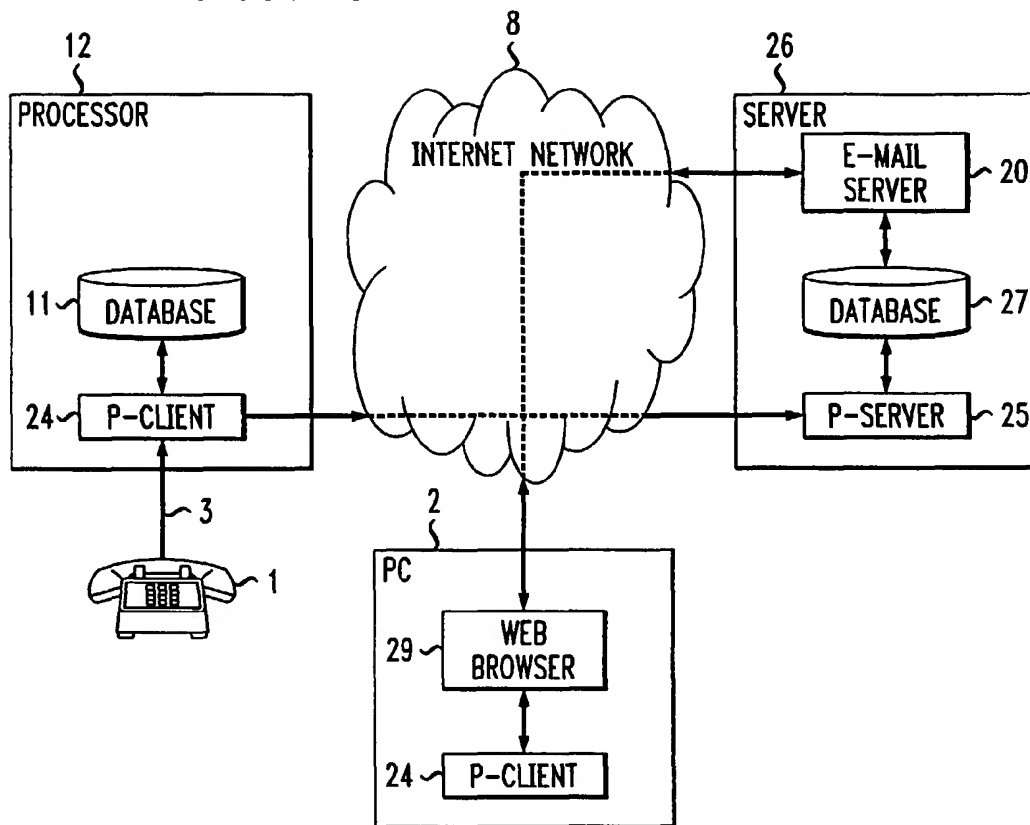 12
8
26
PROCESSOR
INTERNET NETWORK
SERVER
E-MAIL
SERVER
20
11
DATABASE
DATABASE
27
24
P-CLIENT
P-SERVER
25
3
1
2
PC
29
WEB
BROWSER
24
P-CLIENT